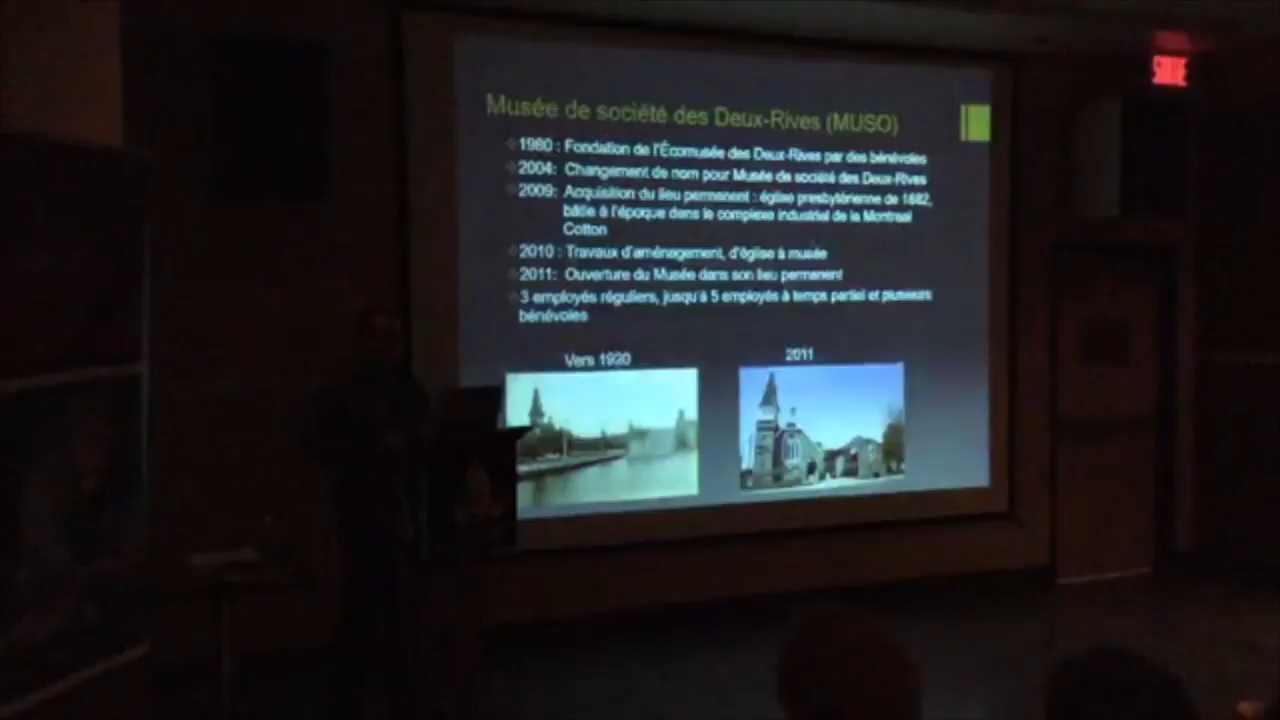 SORTIE
Musée de société des Deux-Rives (MUSO)
1980 : Fondation de l'Écomusée des Deux-Rives par des bénévoles
2004: Changement de nom pour Musée de société des Deux-Rives
2009: Acquisition du lieu permanent : église presbytérienne de 1882,
bâtie à l'époque dans le complexe industriel de la Montreal
Cotton
2010 : Travaux d'aménagement, d'église à musée
2011: Ouverture du Musée dans son lieu permanent
3 employés réguliers, jusqu'à 5 employés à temps partiel et plusieurs
bénévoles
Vers 1920
2011